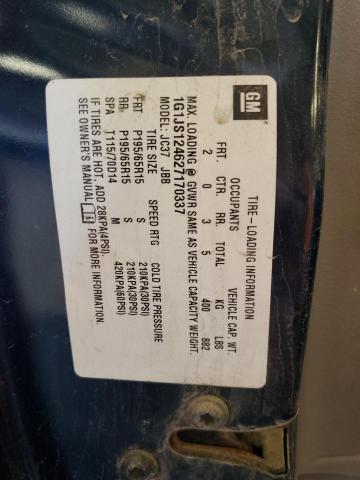 GM
TIRE-LOADING INFORMATION
OCCUPANTS VEHICLE CAP. WT.
FRT. CTR. RR. TOTAL KG LBS
2 0 3 5 400 882
MAX. LOADING @ GVWR SAME AS VEHICLE CAPACITY WEIGHT.
1G1JS124627170337
MODEL: JC37 JBB
TIRE SIZE SPEED RTG COLD TIRE PRESSURE
FRT P195/65R15 S 210KPA(30PSI)
RR. P195/65R15 S 210KPA(30PSI)
SPA T115/70D14 M 420KPA(60PSI)
IF TIRES ARE HOT, ADD 28KPA(4PSI).
SEE OWNER'S MANUAL FOR MORE INFORMATION.